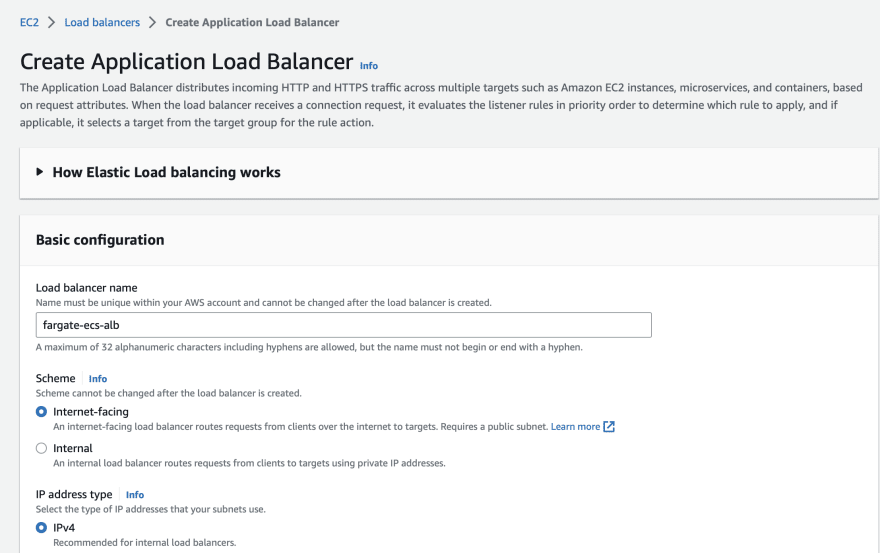 EC2 > Load balancers > Create Application Load Balancer
Create Application Load Balancer Info
The Application Load Balancer distributes incoming HTTP and HTTPS traffic across multiple targets such as Amazon EC2 instances, microservices, and containers, based
on request attributes. When the load balancer receives a connection request, it evaluates the listener rules in priority order to determine which rule to apply, and if
applicable, it selects a target from the target group for the rule action.
How Elastic Load balancing works
Basic configuration
Load balancer name
Name must be unique within your AWS account and cannot be changed after the load balancer is created.
fargate-ecs-alb
A maximum of 32 alphanumeric characters including hyphens are allowed, but the name must not begin or end with a hyphen.
Scheme Info
Scheme cannot be changed after the load balancer is created.
Internet-facing
An internet-facing load balancer routes requests from clients over the internet to targets. Requires a public subnet. Learn more
Internal
An internal load balancer routes requests from clients to targets using private IP addresses.
IP address type Info
Select the type of IP addresses that your subnets use.
IPv4
Recommended for internal load balancers.